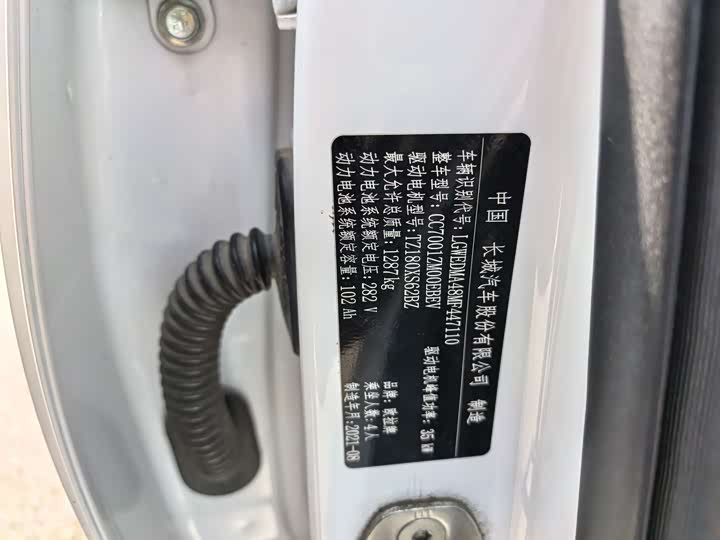 中国 长城汽车股份有限公司 制造
车辆识别代号:LGWEDMA48MF447110
整车型号:CC7001ZM00EBEV 驱动电机峰值功率:35 kW
驱动电机型号:TZ180XS62BZ
最大允许总质量:1287kg 品牌:欧拉牌
动力电池系统额定电压:282 V 乘坐人数:4人
动力电池系统额定容量:102 Ah 制造年月:2021-08